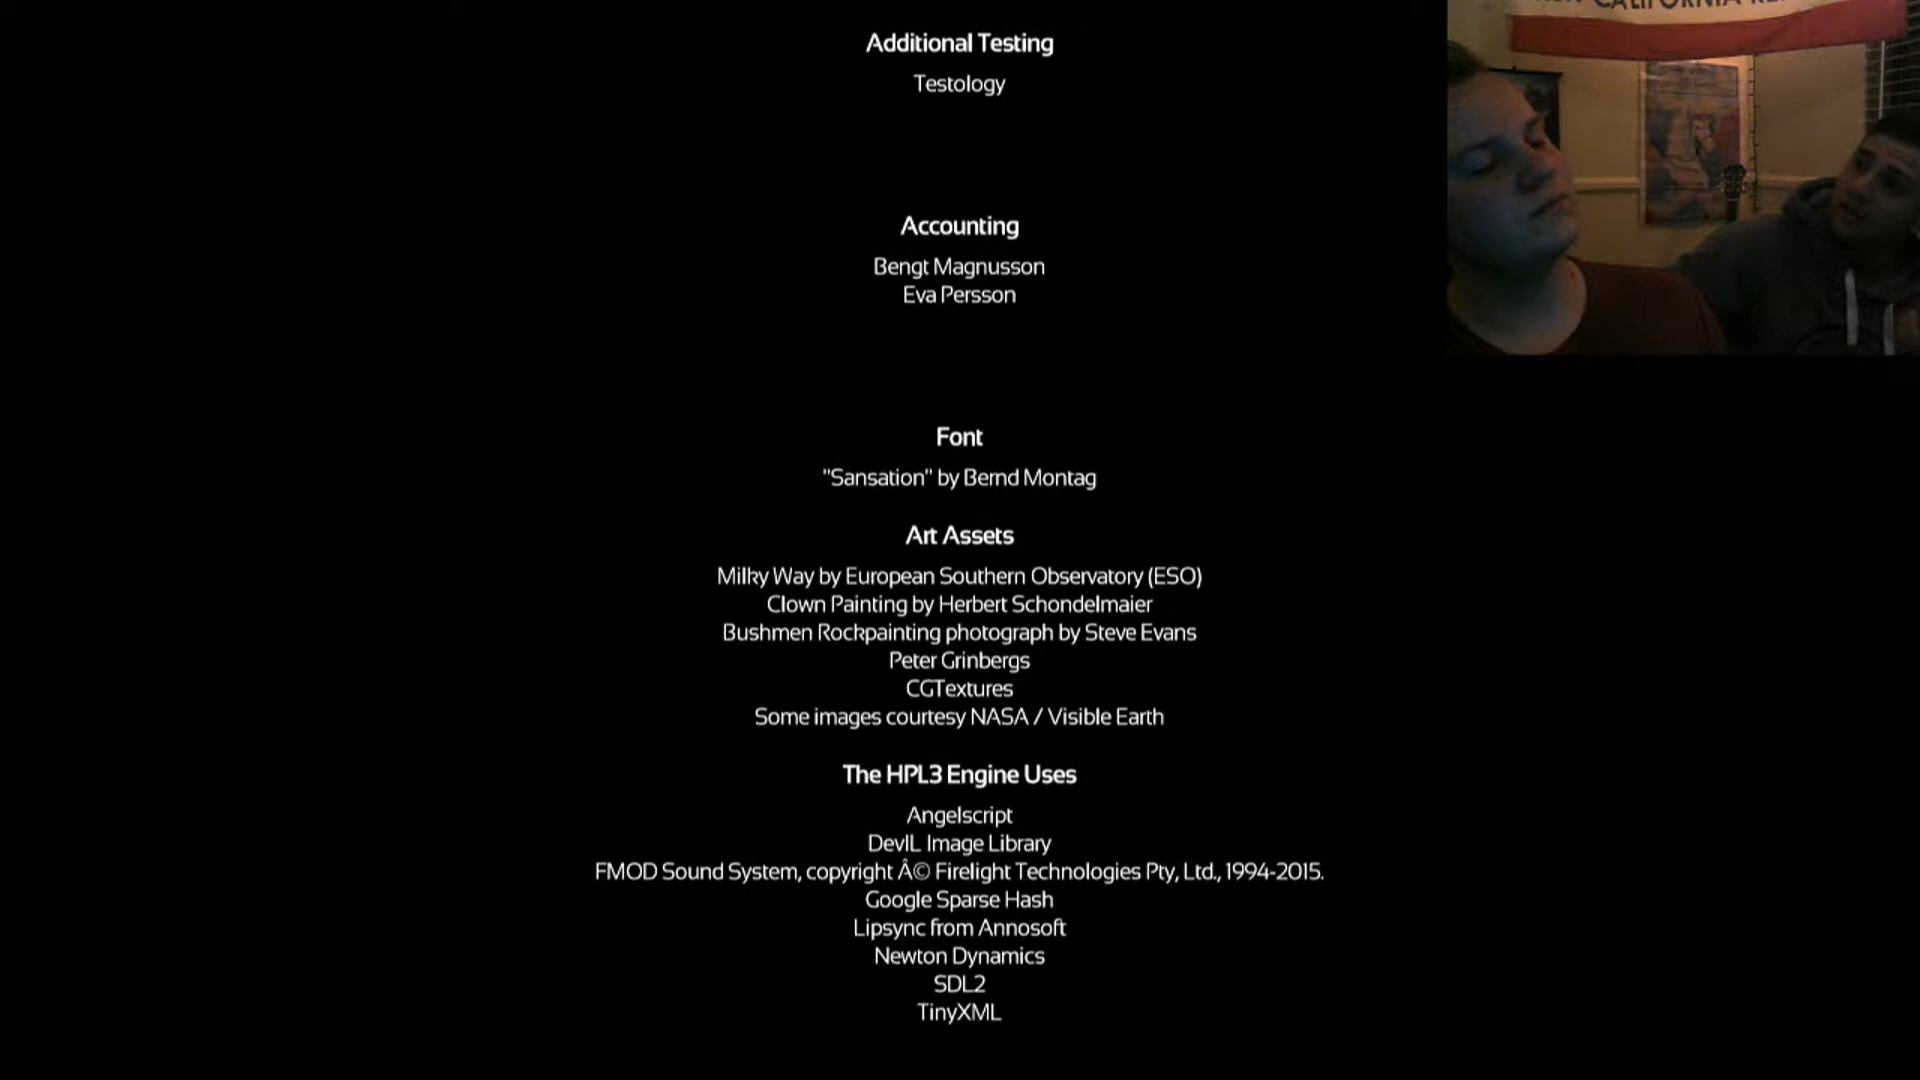 Additional Testing
Testology
Accounting
Bengt Magnusson
Eva Persson
Font
"Sansation" by Bernd Montag
Art Assets
Milky Way by European Southern Observatory (ESO)
Clown Painting by Herbert Schondelmaier
Bushmen Rockpainting photograph by Steve Evans
Peter Grinbergs
CGTextures
Some images courtesy NASA / Visible Earth
The HPL3 Engine Uses
Angelscript
DevIL Image Library
FMOD Sound System, copyright Â© Firelight Technologies Pty, Ltd., 1994-2015.
Google Sparse Hash
Lipsync from Annosoft
Newton Dynamics
SDL2
TinyXML
CALIFORNIA